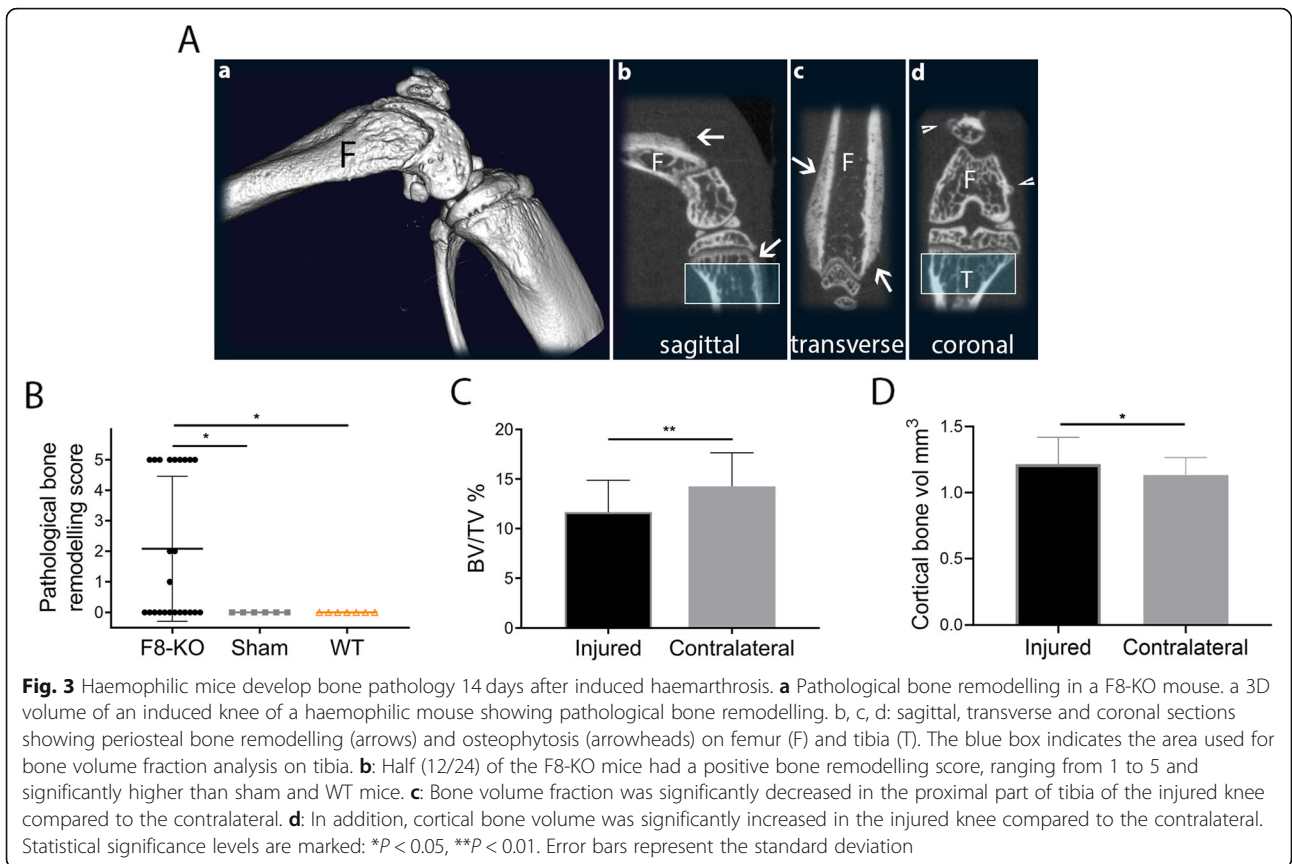 A
a
b
c
d
F
F
F
F
T
sagittal
transverse
coronal
B
Pathological bone
remodelling score
5
4
3
2
1
0
*
*
F8-KO
Sham
WT
C
BV/TV %
20
15
10
5
0
**
Injured
Contralateral
D
Cortical bone vol mm³
1.5
1.0
0.5
0.0
*
Injured
Contralateral
Fig. 3 Haemophilic mice develop bone pathology 14 days after induced haemarthrosis. a Pathological bone remodelling in a F8-KO mouse. a 3D
volume of an induced knee of a haemophilic mouse showing pathological bone remodelling. b, c, d: sagittal, transverse and coronal sections
showing periosteal bone remodelling (arrows) and osteophytosis (arrowheads) on femur (F) and tibia (T). The blue box indicates the area used for
bone volume fraction analysis on tibia. b: Half (12/24) of the F8-KO mice had a positive bone remodelling score, ranging from 1 to 5 and
significantly higher than sham and WT mice. c: Bone volume fraction was significantly decreased in the proximal part of tibia of the injured knee
compared to the contralateral. d: In addition, cortical bone volume was significantly increased in the injured knee compared to the contralateral.
Statistical significance levels are marked: *P < 0.05, **P < 0.01. Error bars represent the standard deviation